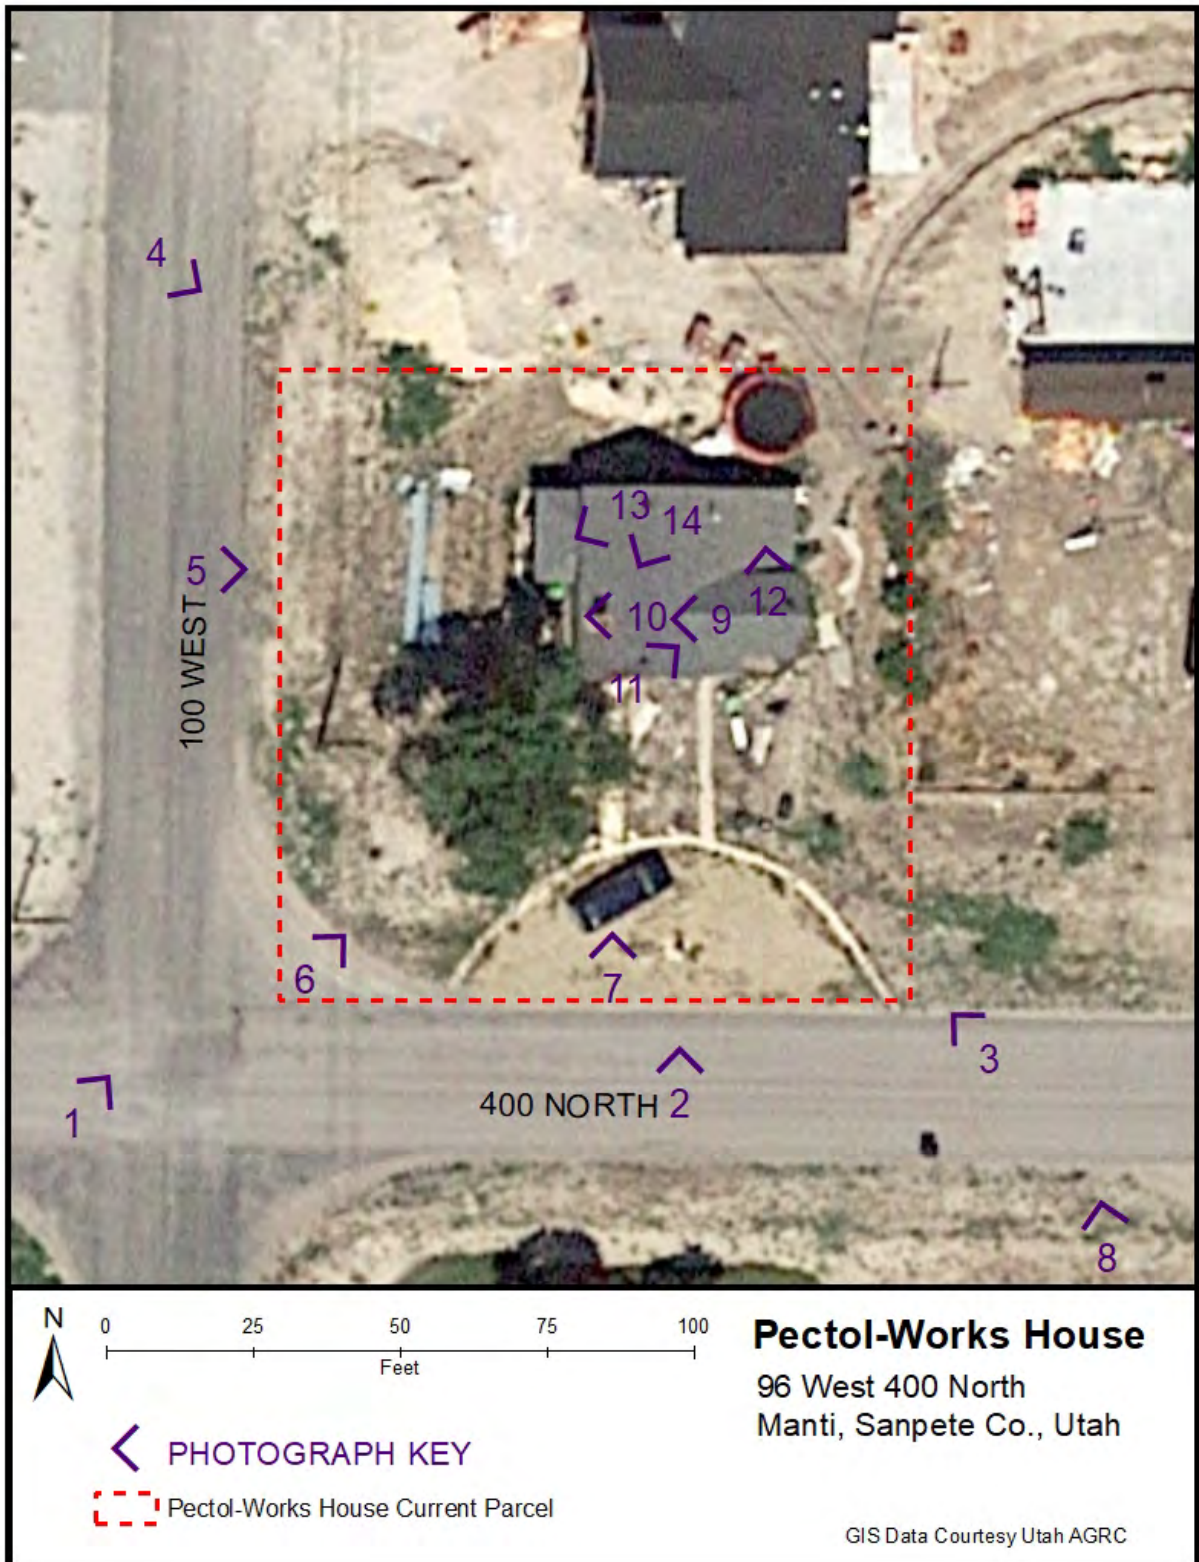 4
13
14
5
12
10
9
11
100 WEST
6
7
3
1
400 NORTH
2
8
N
0 25 50 75 100
Feet
Pectol-Works House
96 West 400 North
Manti, Sanpete Co., Utah
PHOTOGRAPH KEY
Pectol-Works House Current Parcel
GIS Data Courtesy Utah AGRC